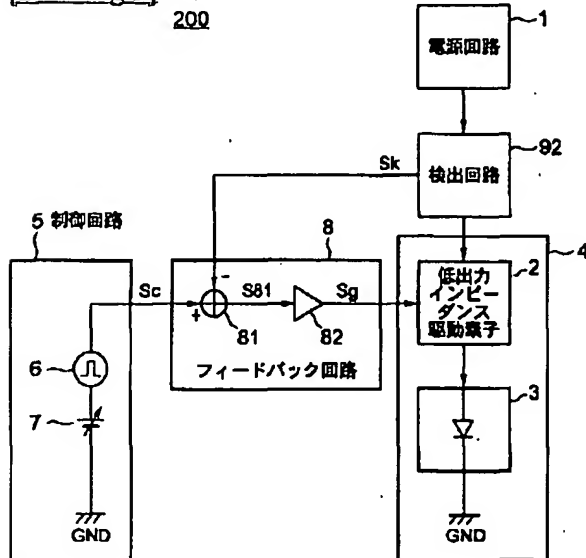 200
1
電源回路
92
検出回路
Sk
5 制御回路
8
4
2
低出力
インピー
ダンス
駆動素子
Sc
S81
Sg
-
+
81
82
フィードバック回路
6
7
3
GND
GND